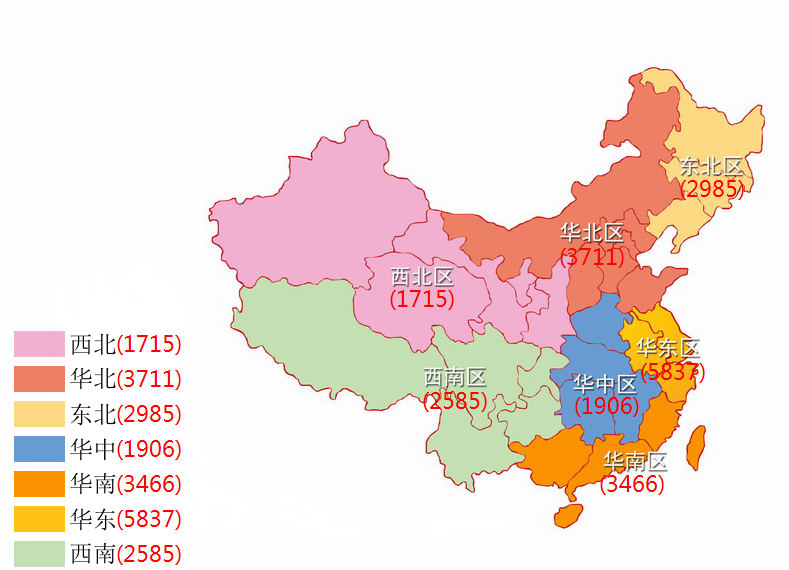 东北区
(2985)
华北区
(3711)
西北区
(1715)
华东区
(5837)
西南区
(2585)
华中区
(1906)
华南区
(3466)
西北(1715)
华北(3711)
东北(2985)
华中(1906)
华南(3466)
华东(5837)
西南(2585)